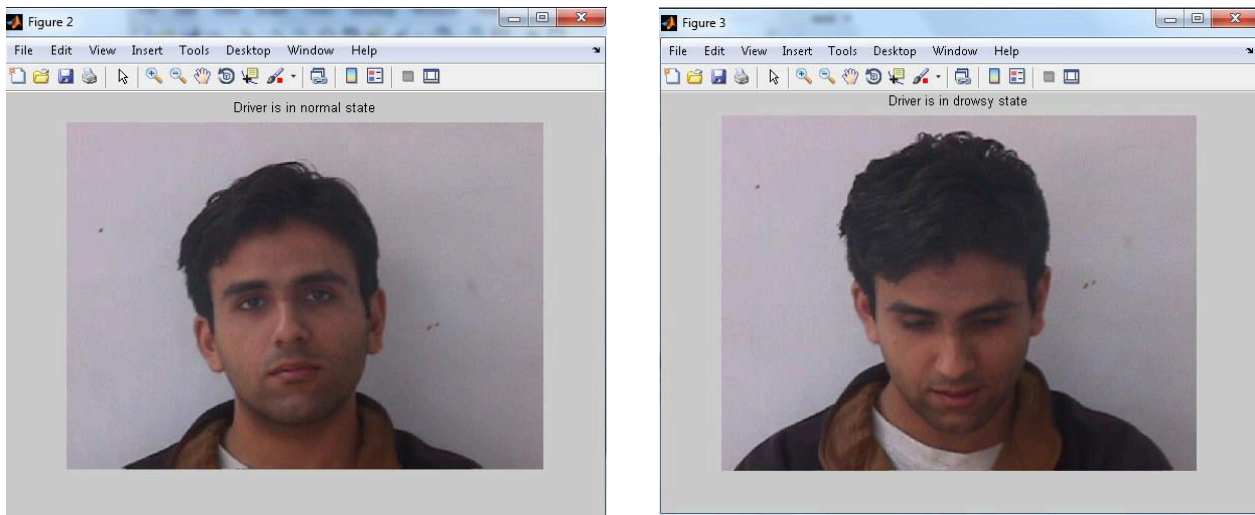 Figure 2
File Edit View Insert Tools Desktop Window Help
Driver is in normal state
Figure 3
File Edit View Insert Tools Desktop Window Help
Driver is in drowsy state